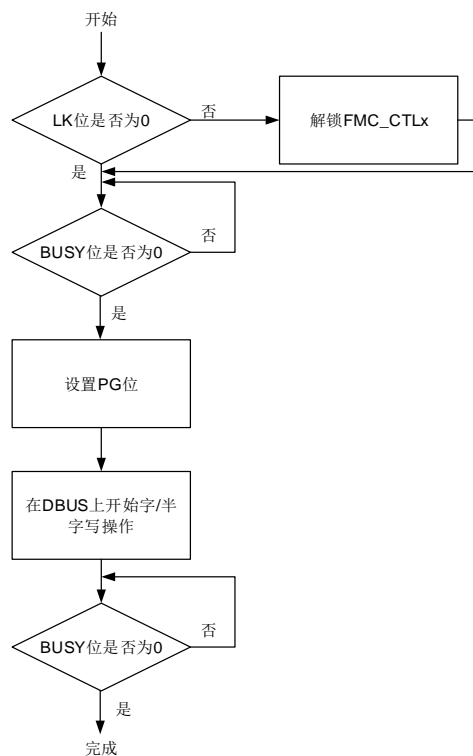 开始
LK位是否为0
否
解锁FMC_CTLx
是
BUSY位是否为0
否
是
设置PG位
在DBUS上开始字/半
字写操作
BUSY位是否为0
否
是
完成